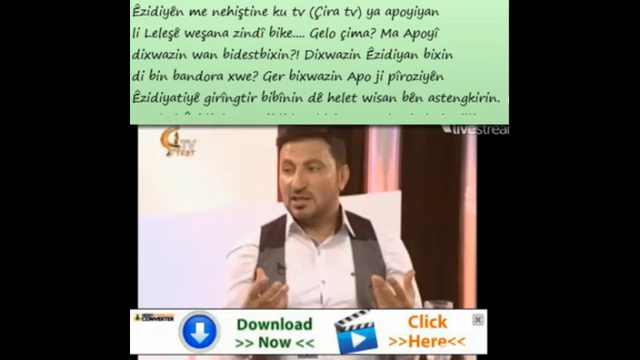 Êzidiyên me nehiştine ku tv (Çira tv) ya apoyiyan
li Leleşê weşana zindî bike.... Gelo çima? Ma Apoyî
dixwazin wan bidestbixin?! Dixwazin Êzidiyan bixin
di bin bandora xwe? Ger bixwazin Apo ji pîroziyên
Êzidiyatiyê girîngtir bibînin dê helet wisan bên astengkirin.
livestream
TV
CONVERTER
Download
>> Now <<
Click
>>Here<<